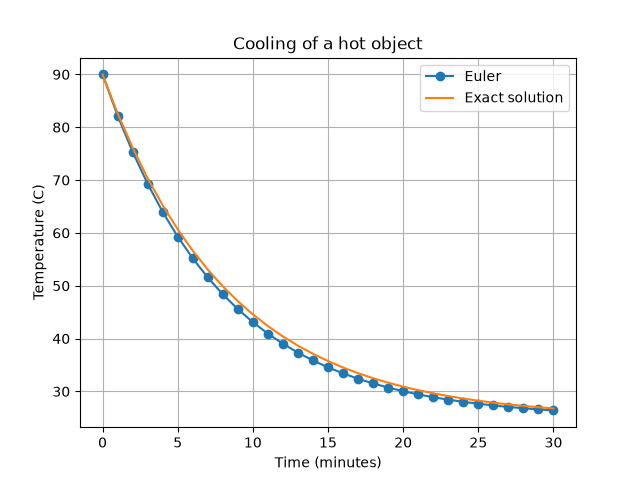 Cooling of a hot object
Euler
Exact solution
90
80
70
60
50
40
30
Temperature (C)
0 5 10 15 20 25 30
Time (minutes)